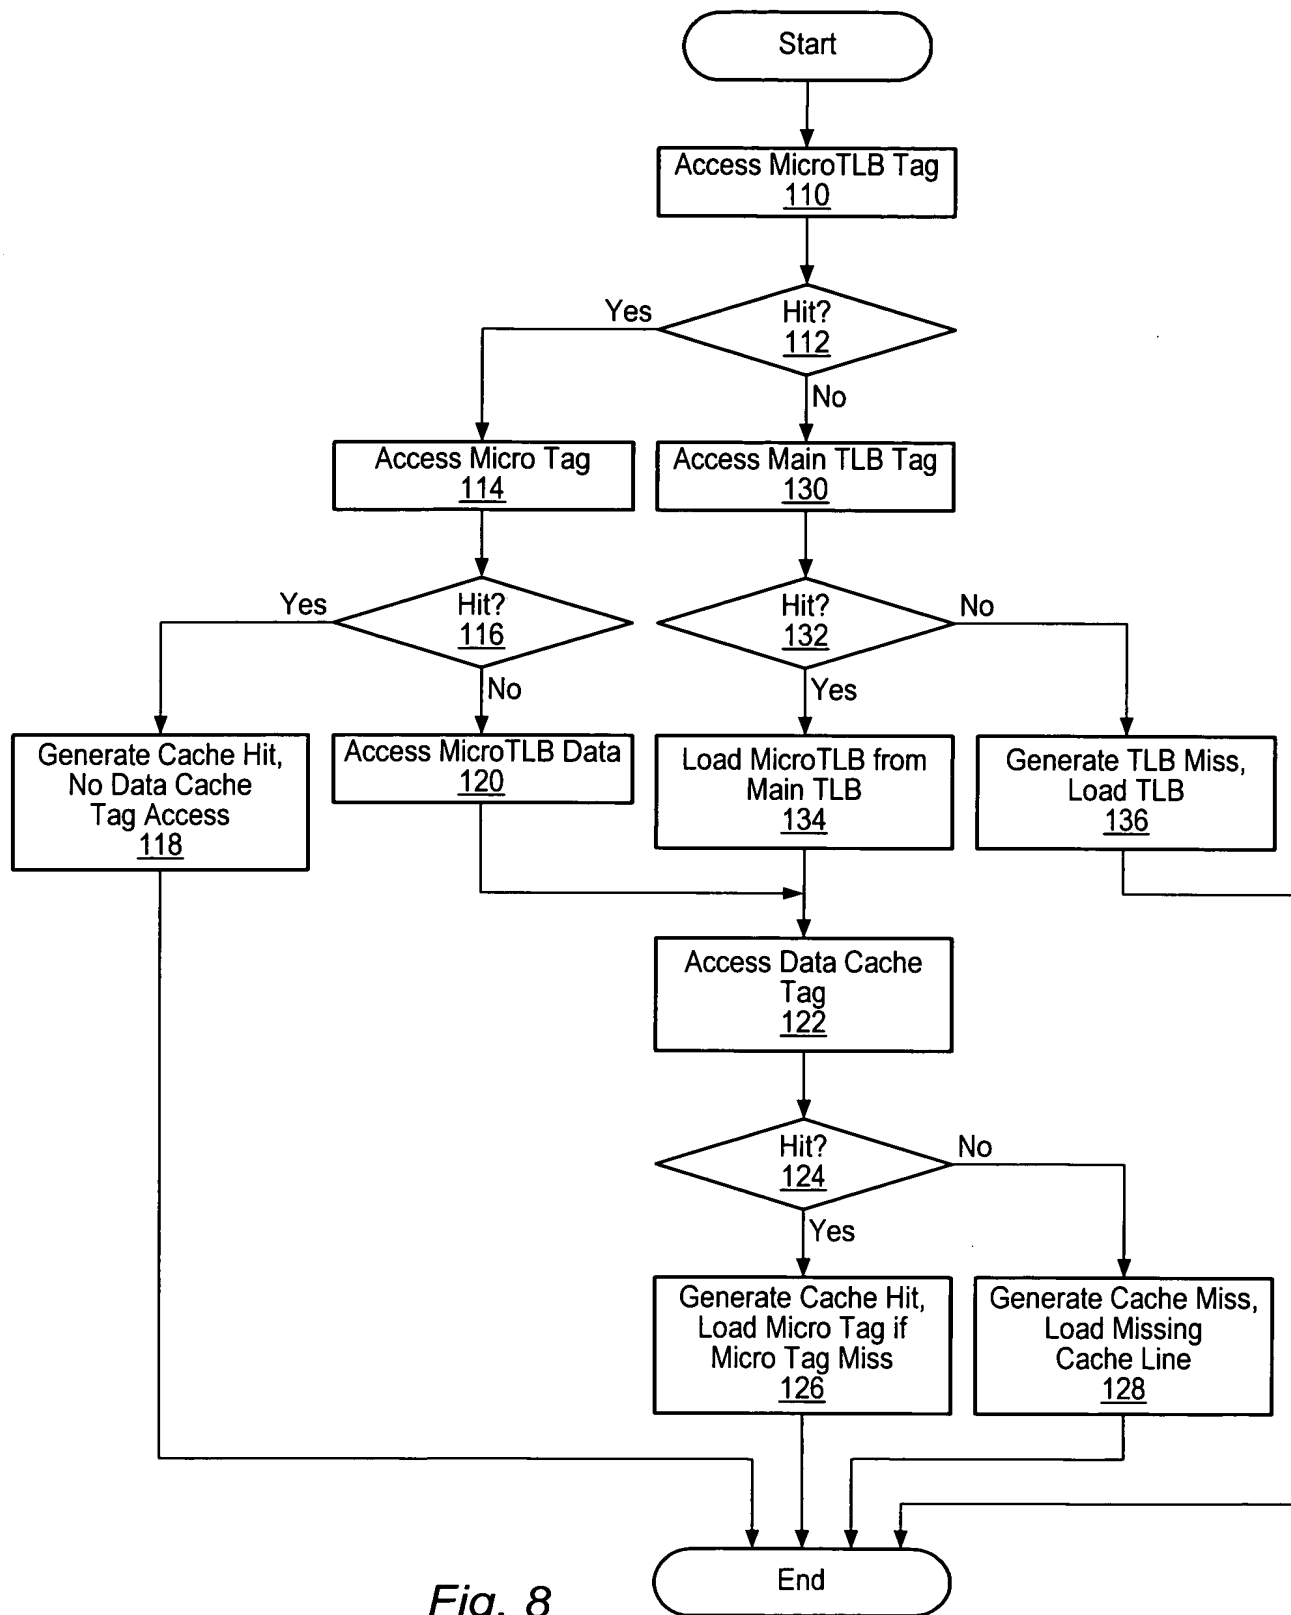 Start
Access MicroTLB Tag
110
Hit?
112
Yes
No
Access Micro Tag
114
Access Main TLB Tag
130
Hit?
116
Yes
No
Hit?
132
No
Yes
Generate Cache Hit,
No Data Cache
Tag Access
118
Access MicroTLB Data
120
Load MicroTLB from
Main TLB
134
Generate TLB Miss,
Load TLB
136
Access Data Cache
Tag
122
Hit?
124
No
Yes
Generate Cache Hit,
Load Micro Tag if
Micro Tag Miss
126
Generate Cache Miss,
Load Missing
Cache Line
128
End
Fig. 8